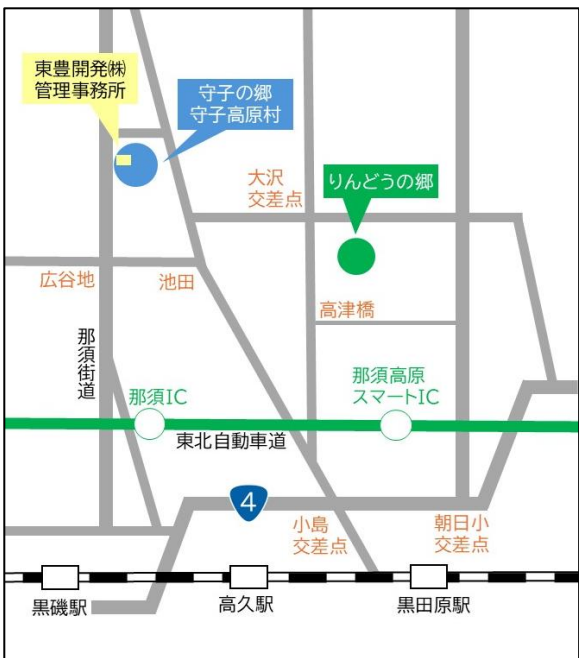 東豊開発㈱
管理事務所
守子の郷
守子高原村
大沢
交差点
りんどうの郷
広谷地
池田
高津橋
那須街道
那須IC
那須高原
スマートIC
東北自動車道
4
小島
交差点
朝日小
交差点
黒磯駅
高久駅
黒田原駅